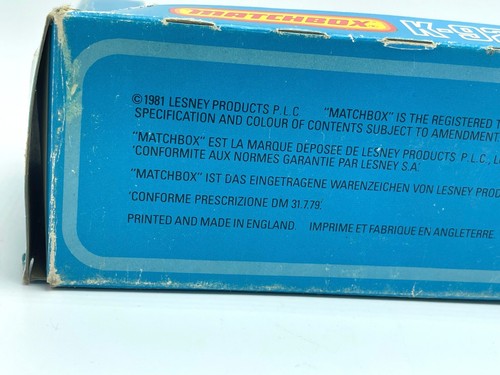 MATCHBOX K-92
©1981 LESNEY PRODUCTS P.L.C "MATCHBOX" IS THE REGISTERED
SPECIFICATION AND COLOUR OF CONTENTS SUBJECT TO AMENDMENT
"MATCHBOX" EST LA MARQUE DÉPOSÉE DE LESNEY PRODUCTS P.L.C.,
'CONFORMITE AUX NORMES GARANTIE PAR LESNEY S.A.'
"MATCHBOX" IST DAS EINGETRAGENE WARENZEICHEN VON LESNEY
'CONFORME PRESCRIZIONE DM 31.7.79.'
PRINTED AND MADE IN ENGLAND. IMPRIME ET FABRIQUE EN ANGLETERRE.